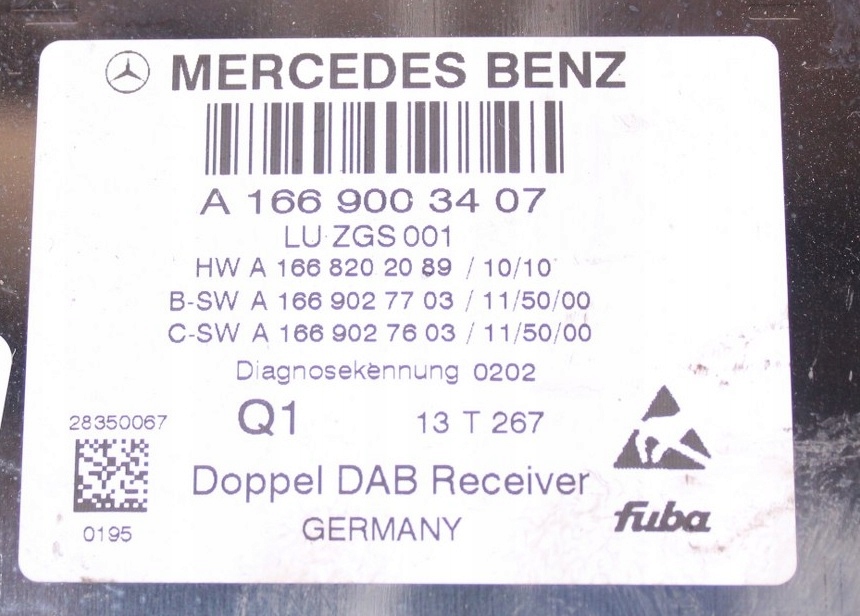 MERCEDES BENZ
A 166 900 34 07
LU ZGS 001
HW A 166 820 20 89 / 10/10
B-SW A 166 902 77 03 / 11/50/00
C-SW A 166 902 76 03 / 11/50/00
Diagnosekennung 0202
28350067 Q1 13 T 267
Doppel DAB Receiver
0195 GERMANY fuba